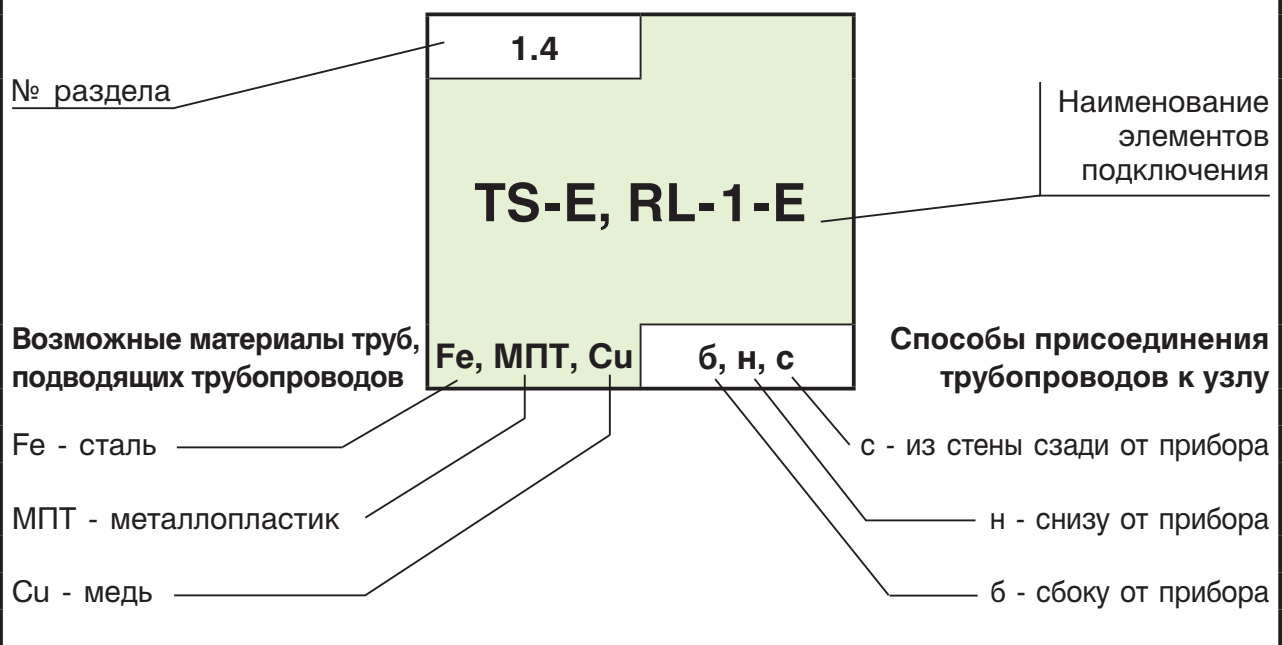 1.4
№ раздела
Наименование
элементов
подключения
TS-E, RL-1-E
Возможные материалы труб,
подводящих трубопроводов
Fe, МПТ, Cu
б, н, с
Способы присоединения
трубопроводов к узлу
Fe - сталь
с - из стены сзади от прибора
МПТ - металлопластик
н - снизу от прибора
Cu - медь
б - сбоку от прибора